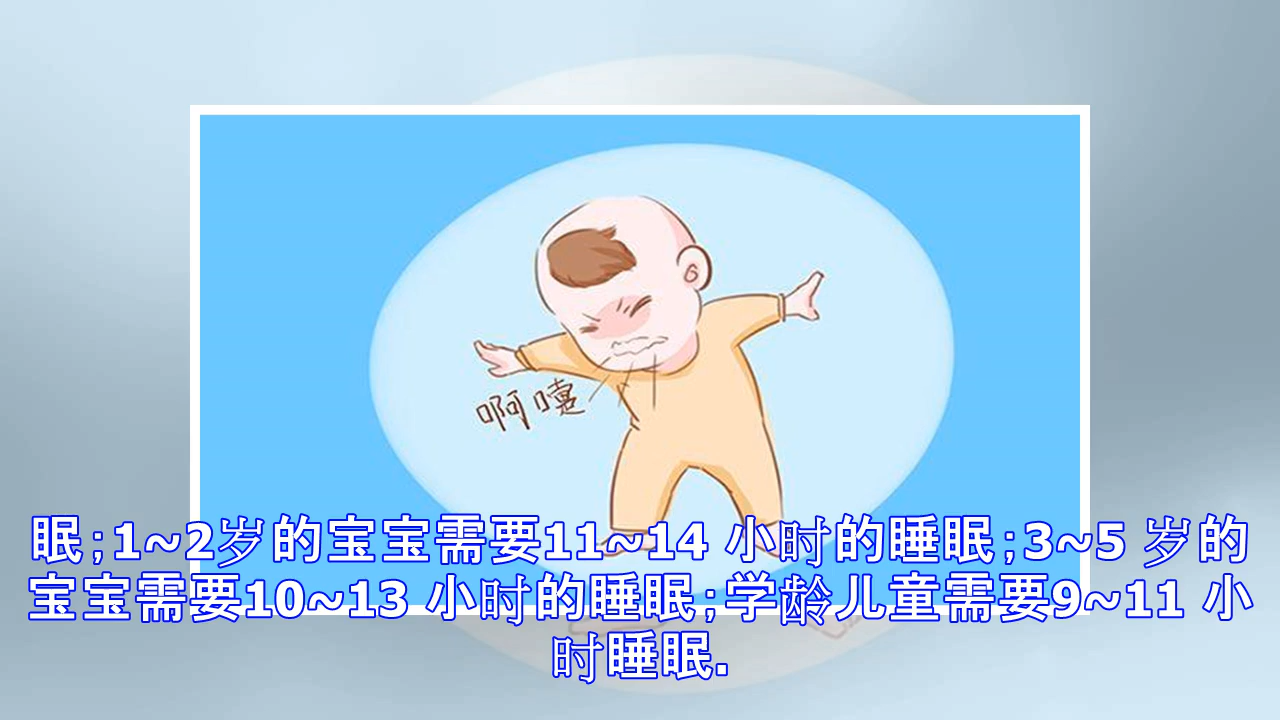 啊嘻
眠;1~2岁的宝宝需要11~14 小时的睡眠;3~5 岁的
宝宝需要10~13 小时的睡眠;学龄儿童需要9~11 小
时睡眠.